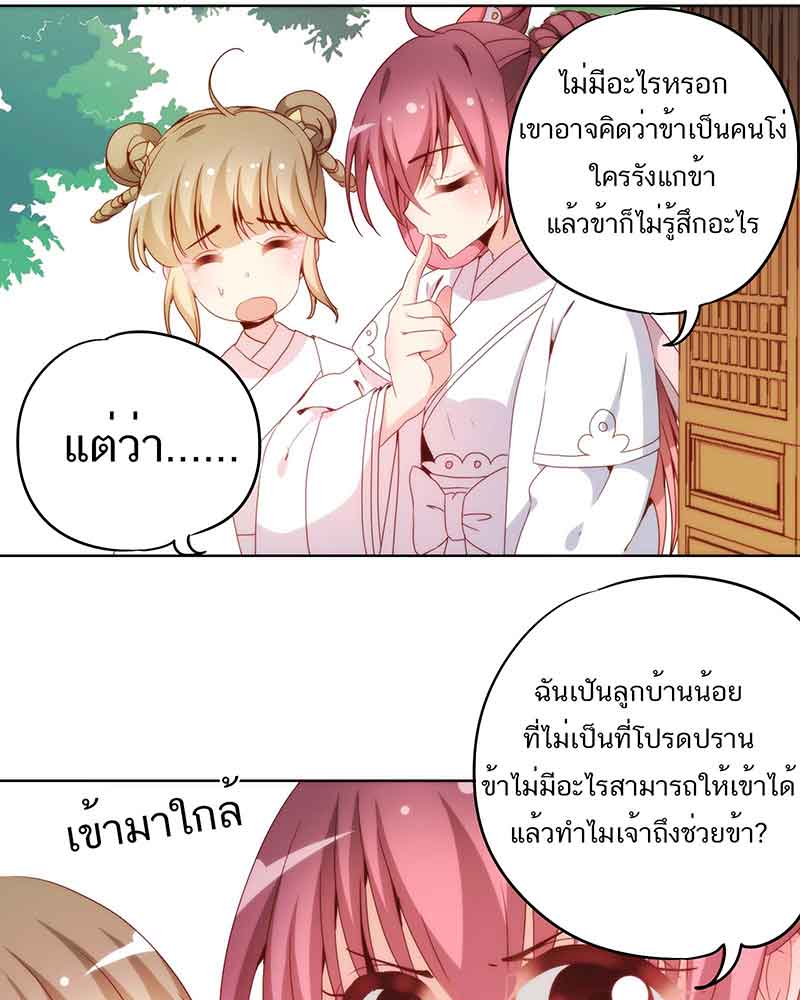 ไม่มีอะไรหรอก
เขาอาจคิดว่าข้าเป็นคนโง่
ใครรังแกข้า
แล้วข้าก็ไม่รู้สึกอะไร
แต่ว่า......
ฉันเปันลูกบ้านน้อย
ที่ไม่เป็นที่โปรดปราน
ข้าไม่มีอะไรสามารถให้เข้าได้
แล้วทำไมเจ้าถึงช่วยข้า?
เข้ามาใกล้